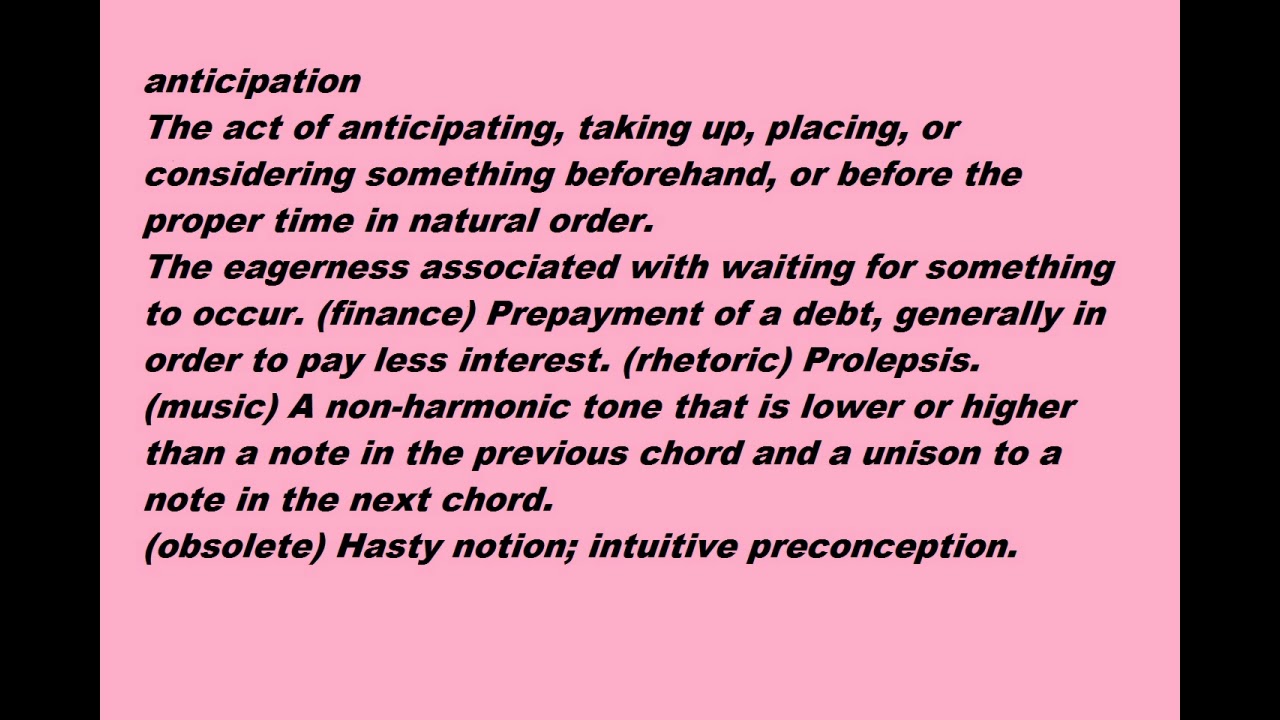 anticipation
The act of anticipating, taking up, placing, or
considering something beforehand, or before the
proper time in natural order.
The eagerness associated with waiting for something
to occur. (finance) Prepayment of a debt, generally in
order to pay less interest. (rhetoric) Prolepsis.
(music) A non-harmonic tone that is lower or higher
than a note in the previous chord and a unison to a
note in the next chord.
(obsolete) Hasty notion; intuitive preconception.